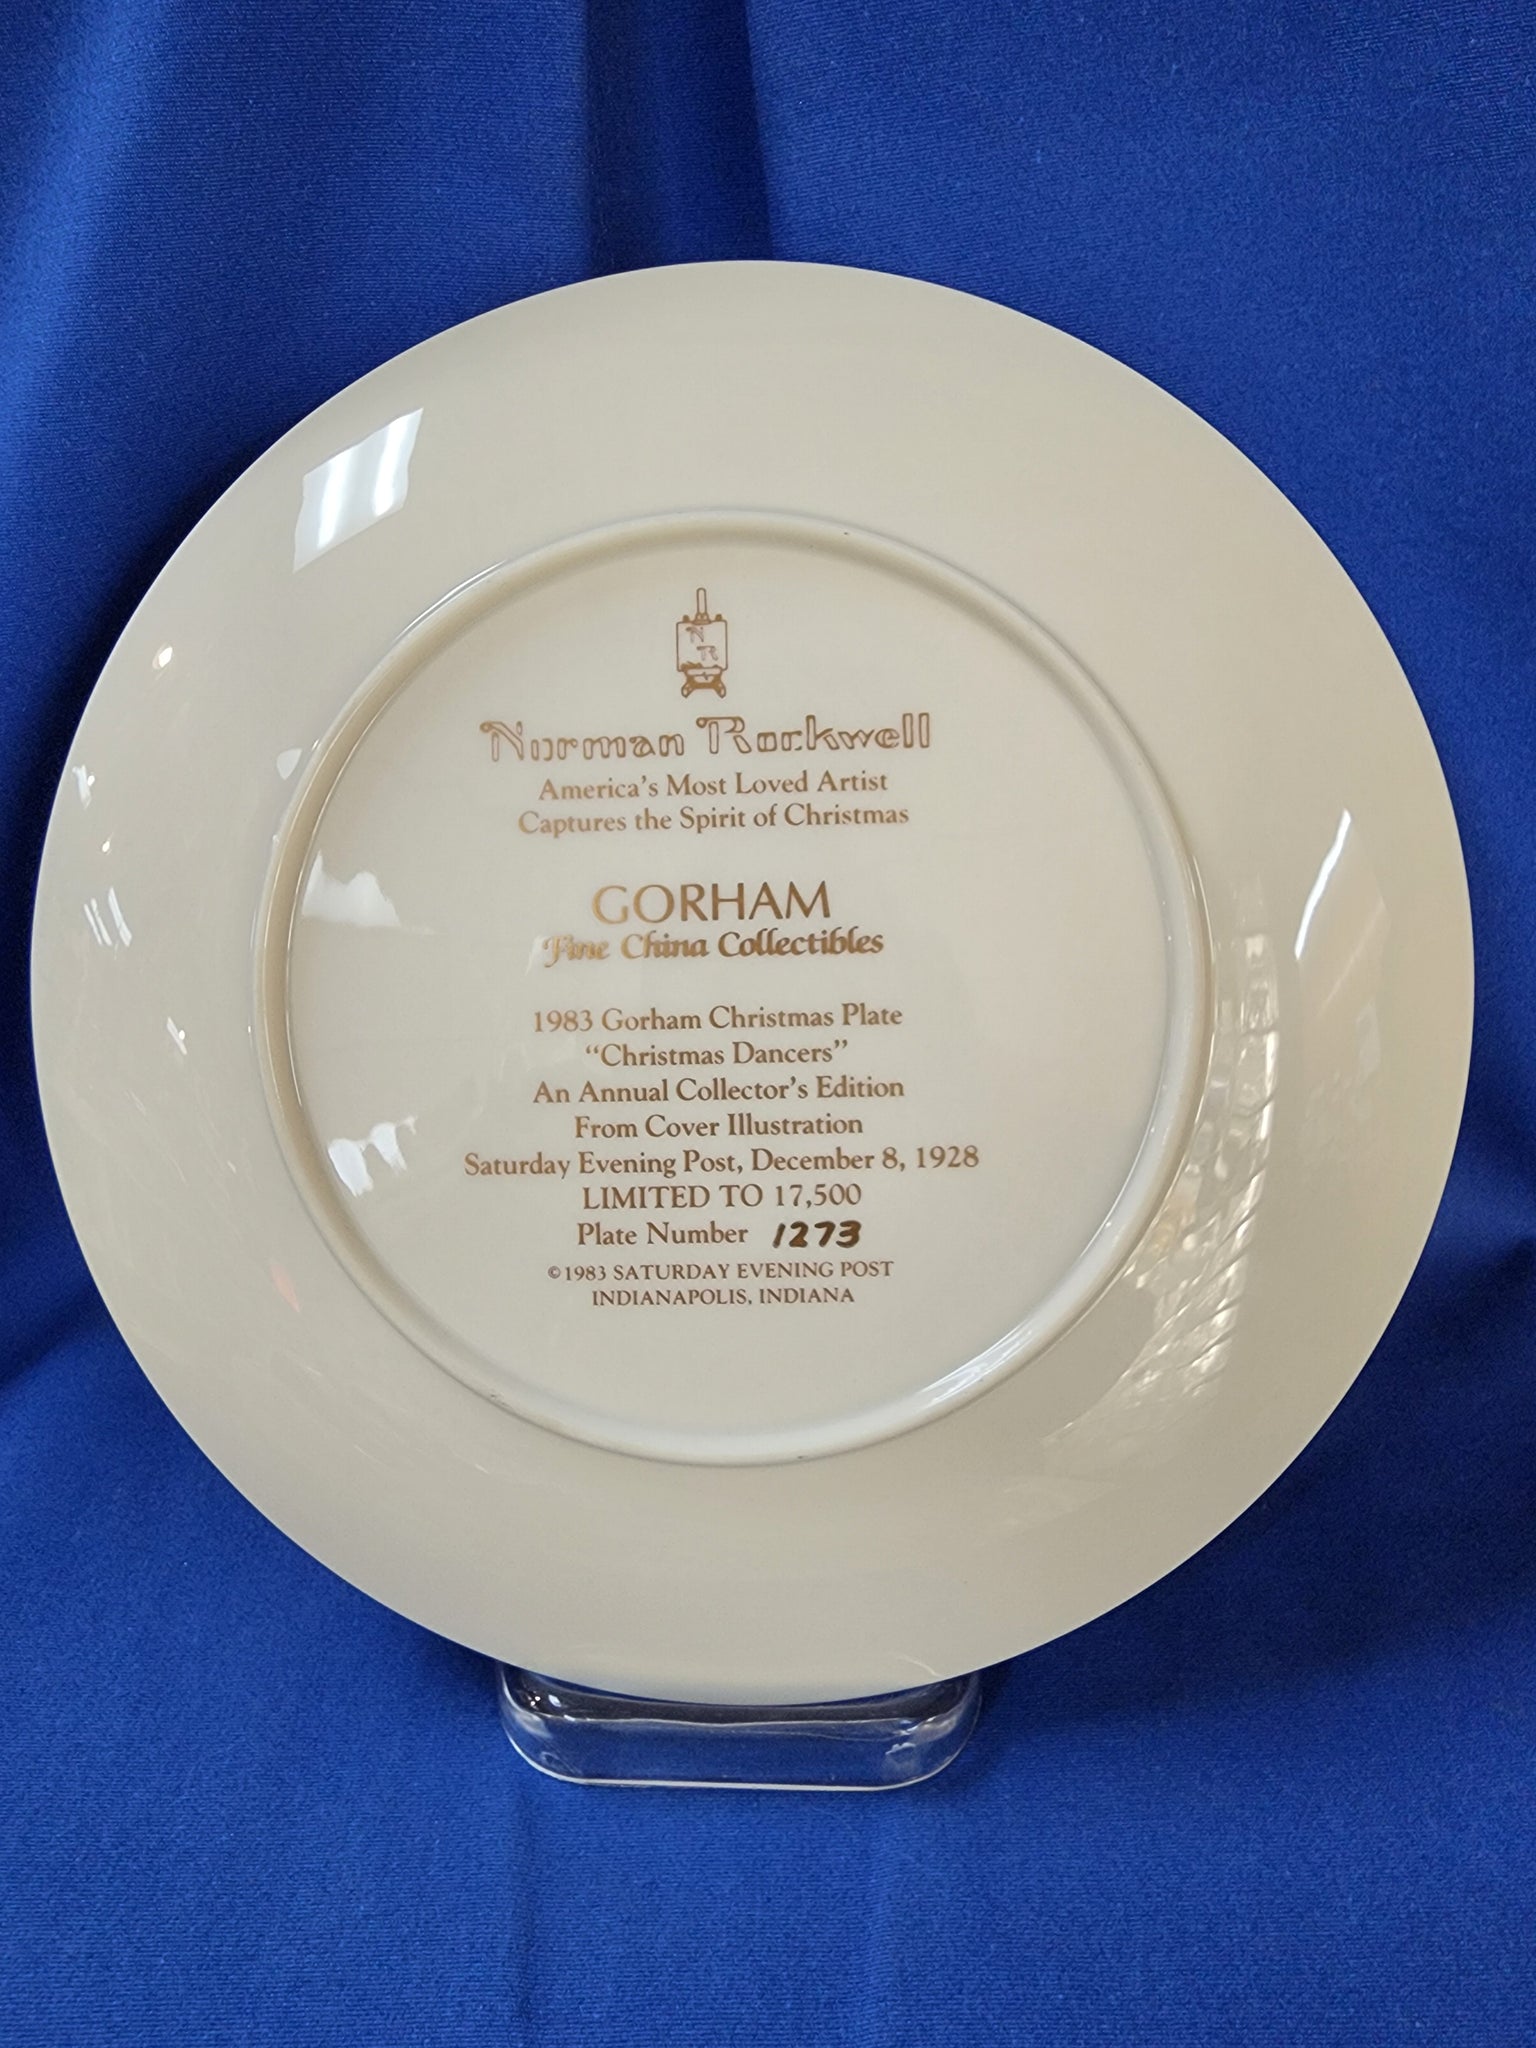 N
R
Norman Rockwell
America's Most Loved Artist
Captures the Spirit of Christmas
GORHAM
Fine China Collectibles
1983 Gorham Christmas Plate
“Christmas Dancers”
An Annual Collector's Edition
From Cover Illustration
Saturday Evening Post, December 8, 1928
LIMITED TO 17,500
Plate Number 1273
©1983 SATURDAY EVENING POST
INDIANAPOLIS, INDIANA